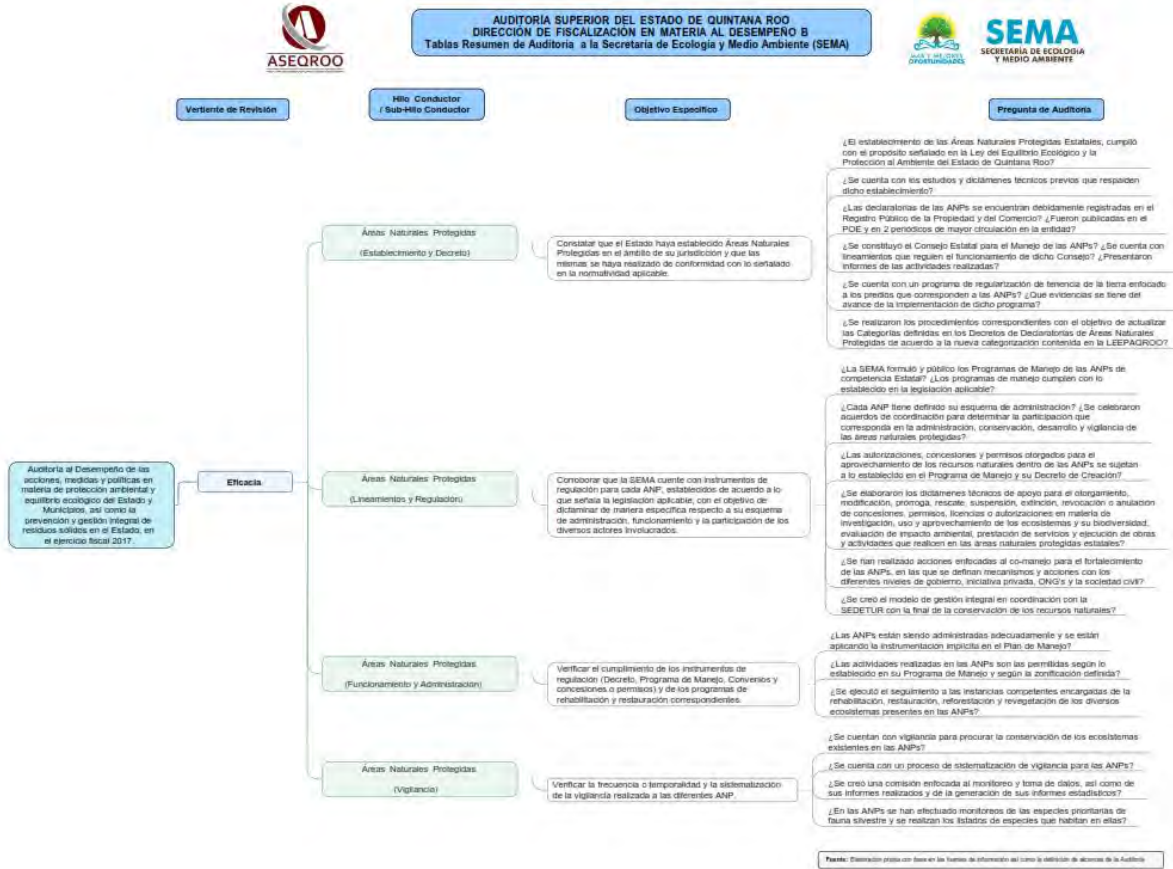 ASEQROO
AUDITORÍA SUPERIOR DEL ESTADO DE QUINTANA ROO
DIRECCIÓN DE FISCALIZACIÓN EN MATERIA AL DESEMPEÑO B
Tablas Resumen de Auditoría a la Secretaría de Ecología y Medio Ambiente (SEMA)
MÁS Y MEJORES
OPORTUNIDADES
SEMA
SECRETARÍA DE ECOLOGÍA
Y MEDIO AMBIENTE
Vertiente de Revisión
Hilo Conductor
/ Sub-Hilo Conductor
Objetivo Específico
Pregunta de Auditoría
Auditoría al Desempeño de las
acciones, medidas y políticas en
materia de protección ambiental y
equilibrio ecológico del Estado y
Municipios, así como la
prevención y gestión integral de
residuos sólidos en el Estado, en
el ejercicio fiscal 2017.
Eficacia
Áreas Naturales Protegidas
(Establecimiento y Decreto)
Constatar que el Estado haya establecido Áreas Naturales
Protegidas en el ámbito de su jurisdicción y que las
mismas se haya realizado de conformidad con lo señalado
en la normatividad aplicable.
¿El establecimiento de las Áreas Naturales Protegidas Estatales, cumplió
con el propósito señalado en la Ley del Equilibrio Ecológico y la
Protección al Ambiente del Estado de Quintana Roo?
¿Se cuenta con los estudios y dictámenes técnicos previos que respalden
dicho establecimiento?
¿Las declaratorias de las ANPs se encuentran debidamente registradas en el
Registro Público de la Propiedad y del Comercio? ¿Fueron publicadas en el
POE y en 2 periódicos de mayor circulación en la entidad?
¿Se constituyó el Consejo Estatal para el Manejo de las ANPs? ¿Se cuenta con
lineamientos que regulen el funcionamiento de dicho Consejo? ¿Presentaron
informes de las actividades realizadas?
¿Se cuenta con un programa de regularización de tenencia de la tierra enfocado
a los predios que corresponden a las ANPs? ¿Que evidencias se tiene del
avance de la implementación de dicho programa?
¿Se realizaron los procedimientos correspondientes con el objetivo de actualizar
las Categorías definidas en los Decretos de Declaratorias de Áreas Naturales
Protegidas de acuerdo a la nueva categorización contenida en la LEEPAQROO?
Áreas Naturales Protegidas
(Lineamientos y Regulación)
Corroborar que la SEMA cuente con instrumentos de
regulación para cada ANP, establecidos de acuerdo a lo
que señala la legislación aplicable, con el objetivo de
dictaminar de manera específica respecto a su esquema
de administración, funcionamiento y la participación de los
diversos actores involucrados.
¿La SEMA formuló y público los Programas de Manejo de las ANPs de
competencia Estatal? ¿Los programas de manejo cumplen con lo
establecido en la legislación aplicable?
¿Cada ANP tiene definido su esquema de administración? ¿Se celebraron
acuerdos de coordinación para determinar la participación que
corresponda en la administración, conservación, desarrollo y vigilancia de
las áreas naturales protegidas?
¿Las autorizaciones, concesiones y permisos otorgados para el
aprovechamiento de los recursos naturales dentro de las ANPs se sujetan
a lo establecido en el Programa de Manejo y su Decreto de Creación?
¿Se elaboraron los dictámenes técnicos de apoyo para el otorgamiento,
modificación, prórroga, rescate, suspensión, extinción, revocación o anulación
de concesiones, permisos, licencias o autorizaciones en materia de
investigación, uso y aprovechamiento de los ecosistemas y su biodiversidad,
evaluación de impacto ambiental, prestación de servicios y ejecución de obras
y actividades que realicen en las áreas naturales protegidas estatales?
¿Se han realizado acciones enfocadas al co-manejo para el fortalecimiento
de las ANPs, en las que se definan mecanismos y acciones con los
diferentes niveles de gobierno, iniciativa privada, ONG's y la sociedad civil?
¿Se creó el modelo de gestión integral en coordinación con la
SEDETUR con la final de la conservación de los recursos naturales?
Áreas Naturales Protegidas
(Funcionamiento y Administración)
Verificar el cumplimiento de los instrumentos de
regulación (Decreto, Programa de Manejo, Convenios y
concesiones o permisos) y de los programas de
rehabilitación y restauración correspondientes.
¿Las ANPs están siendo administradas adecuadamente y se están
aplicando la instrumentación implícita en el Plan de Manejo?
¿Las actividades realizadas en las ANPs son las permitidas según lo
establecido en su Programa de Manejo y según la zonificación definida?
¿Se ejecutó el seguimiento a las instancias competentes encargadas de la
rehabilitación, restauración, reforestación y revegetación de los diversos
ecosistemas presentes en las ANPs?
Áreas Naturales Protegidas
(Vigilancia)
Verificar la frecuencia o temporalidad y la sistematización
de la vigilancia realizada a las diferentes ANP.
¿Se cuentan con vigilancia para procurar la conservación de los ecosistemas
existentes en las ANPs?
¿Se cuenta con un proceso de sistematización de vigilancia para las ANPs?
¿Se creó una comisión enfocada al monitoreo y toma de datos, así como de
sus informes realizados y de la generación de sus informes estadísticos?
¿En las ANPs se han efectuado monitoreos de las especies prioritarias de
fauna silvestre y se realizan los listados de especies que habitan en ellas?
Fuente: Elaboración propia con base en las fuentes de información así como la definición de alcances de la Auditoría